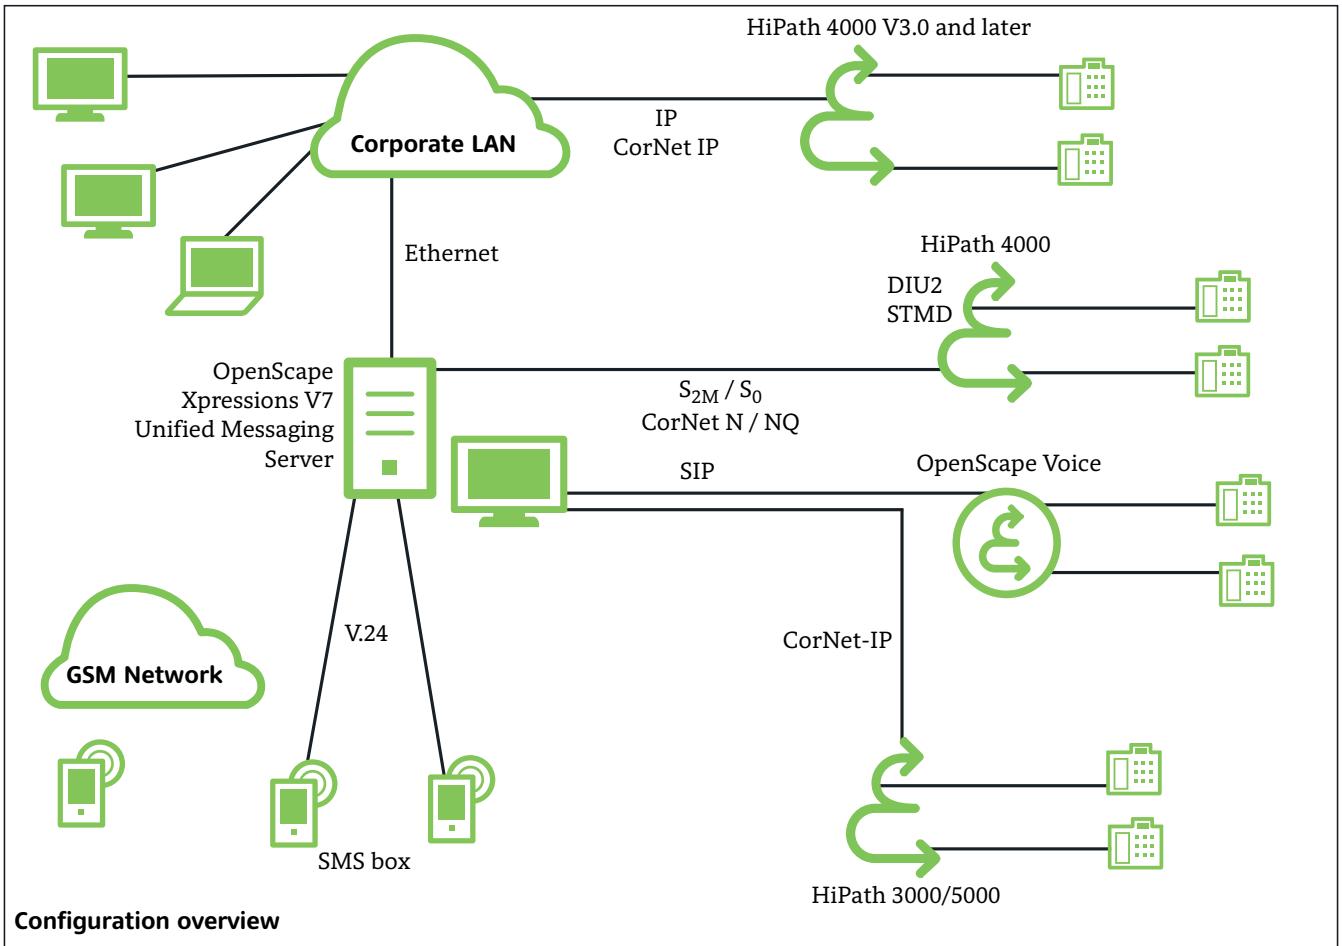 HiPath 4000 V3.0 and later
IP
CorNet IP
Corporate LAN
Ethernet
HiPath 4000
DIU2
STMD
OpenScape
Xpressions V7
Unified Messaging
Server
S2M / S0
CorNet N / NQ
SIP
OpenScape Voice
V.24
CorNet-IP
GSM Network
SMS box
HiPath 3000/5000
Configuration overview